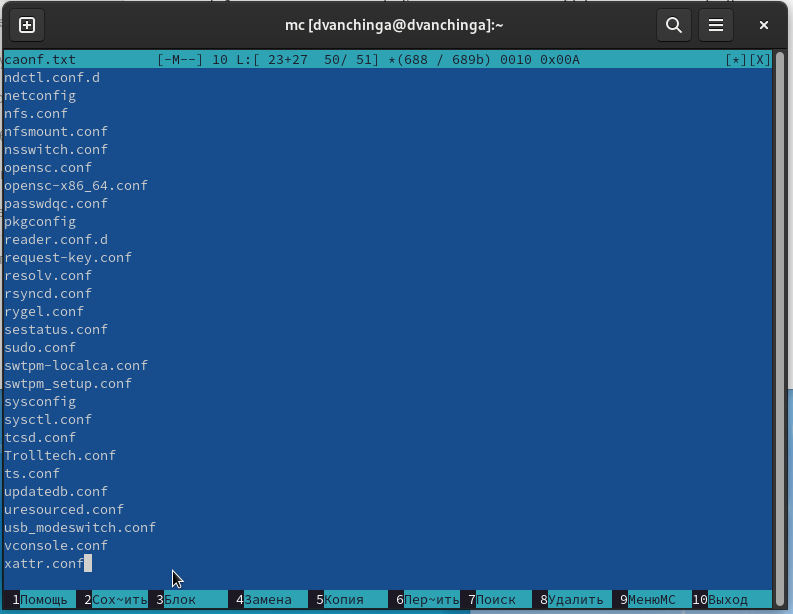 mc [dvanchinga@dvanchinga]:~
caonf.txt [-M--] 10 L:[ 23+27 50/ 51] *(688 / 689b) 0010 0x00A [*][X]
ndctl.conf.d
netconfig
nfs.conf
nfsmount.conf
nsswitch.conf
opensc.conf
opensc-x86_64.conf
passwdqc.conf
pkgconfig
reader.conf.d
request-key.conf
resolv.conf
rsyncd.conf
rygel.conf
sestatus.conf
sudo.conf
swtpm-localca.conf
swtpm_setup.conf
sysconfig
sysctl.conf
tcsd.conf
Trolltech.conf
ts.conf
updatedb.conf
uresourced.conf
usb_modeswitch.conf
vconsole.conf
xattr.conf
1Помощь 2Сох~ить 3Блок 4Замена 5Копия 6Пер~ить 7Поиск 8Удалить 9МенюMC 10Выход